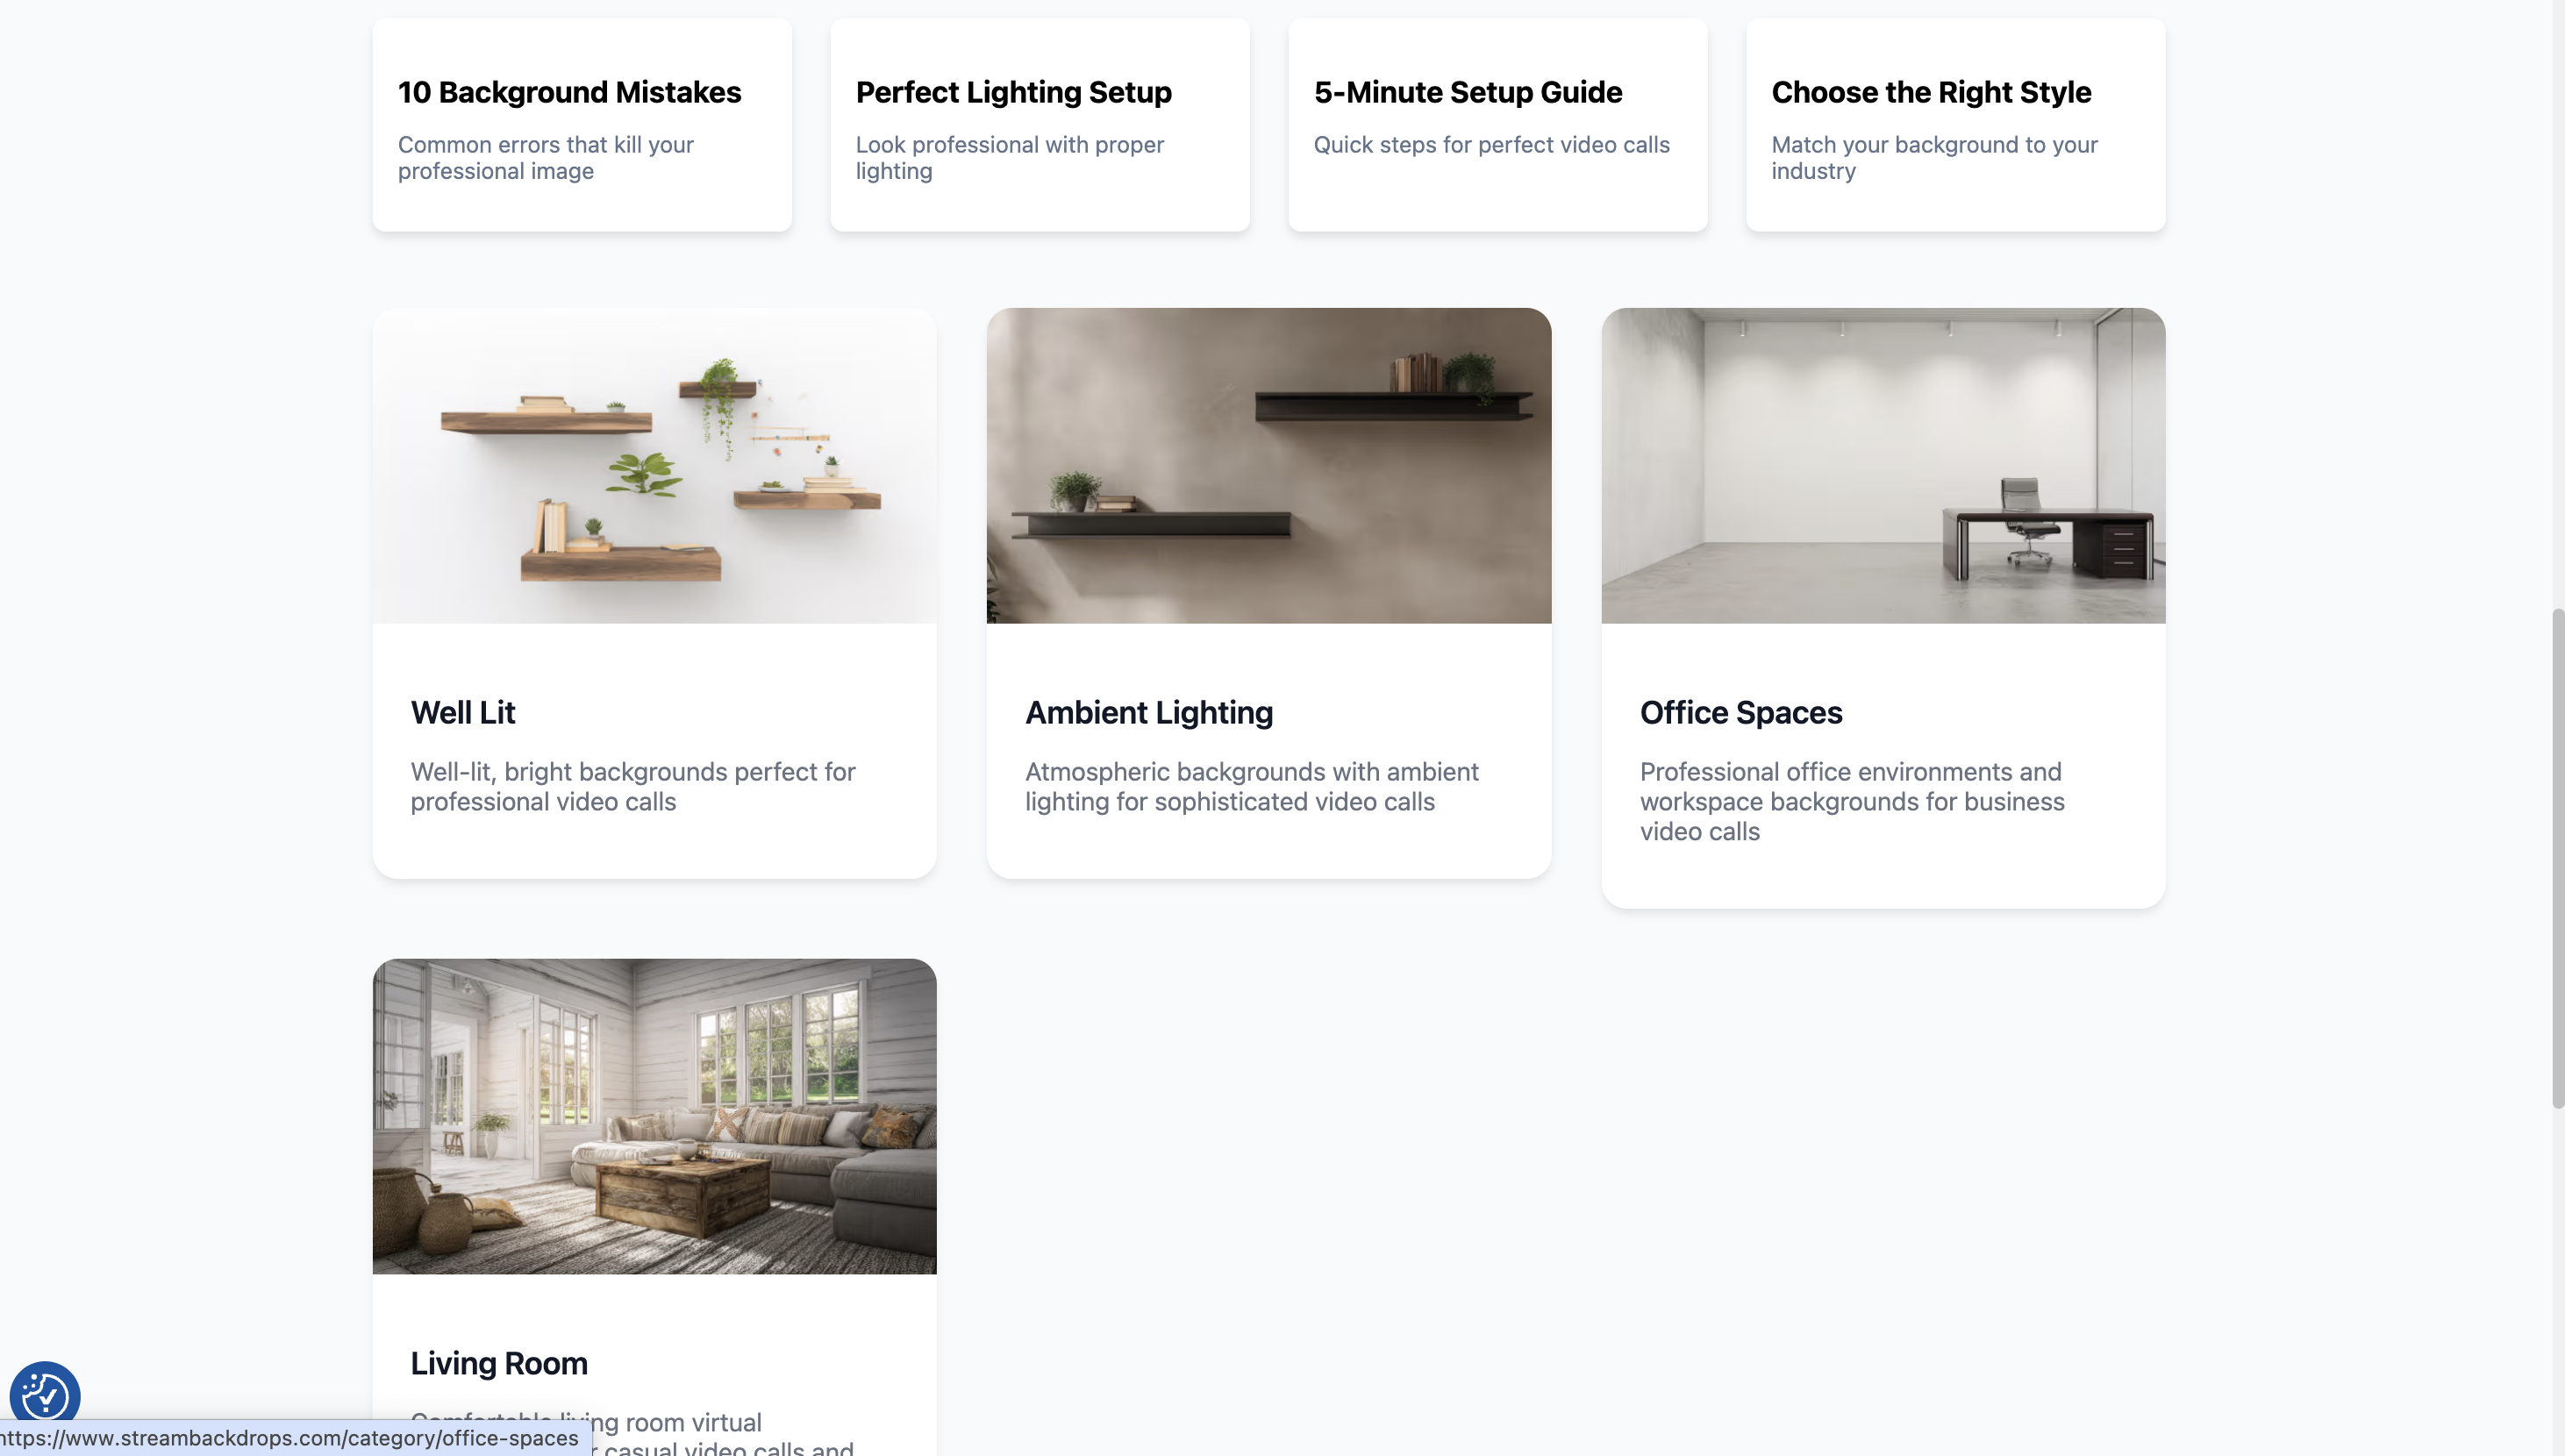 10 Background Mistakes
Common errors that kill your
professional image
Perfect Lighting Setup
Look professional with proper
lighting
5-Minute Setup Guide
Quick steps for perfect video calls
Choose the Right Style
Match your background to your
industry
Well Lit
Well-lit, bright backgrounds perfect for
professional video calls
Ambient Lighting
Atmospheric backgrounds with ambient
lighting for sophisticated video calls
Office Spaces
Professional office environments and
workspace backgrounds for business
video calls
Living Room
Comfortable living room virtual
casual video calls and
https://www.streambackdrops.com/category/office-spaces